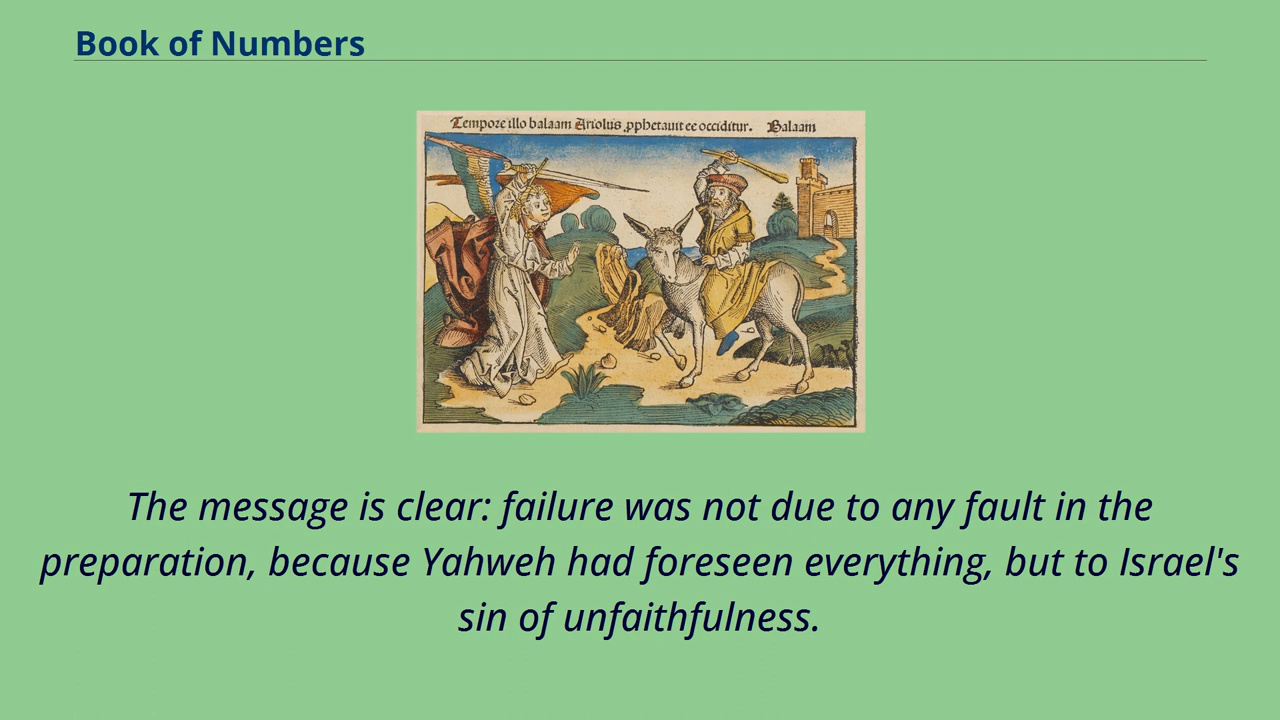 Book of Numbers
Tempore illo balaam Ariolus ꝓphetauit ee occiditur. Balaam
The message is clear: failure was not due to any fault in the
preparation, because Yahweh had foreseen everything, but to Israel's
sin of unfaithfulness.